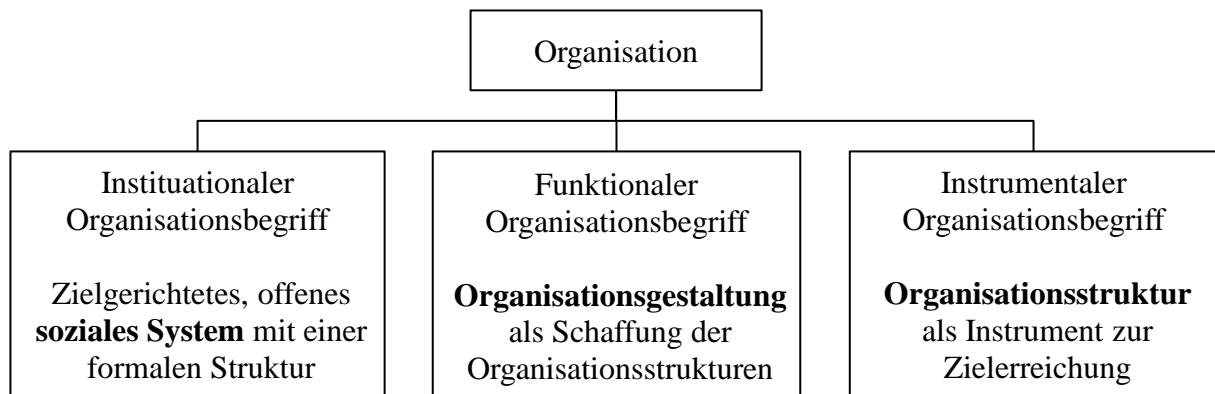 Organisation
Instituationaler
Organisationsbegriff
Zielgerichtetes, offenes
soziales System mit einer
formalen Struktur
Funktionaler
Organisationsbegriff
Organisationsgestaltung
als Schaffung der
Organisationsstrukturen
Instrumentaler
Organisationsbegriff
Organisationsstruktur
als Instrument zur
Zielerreichung